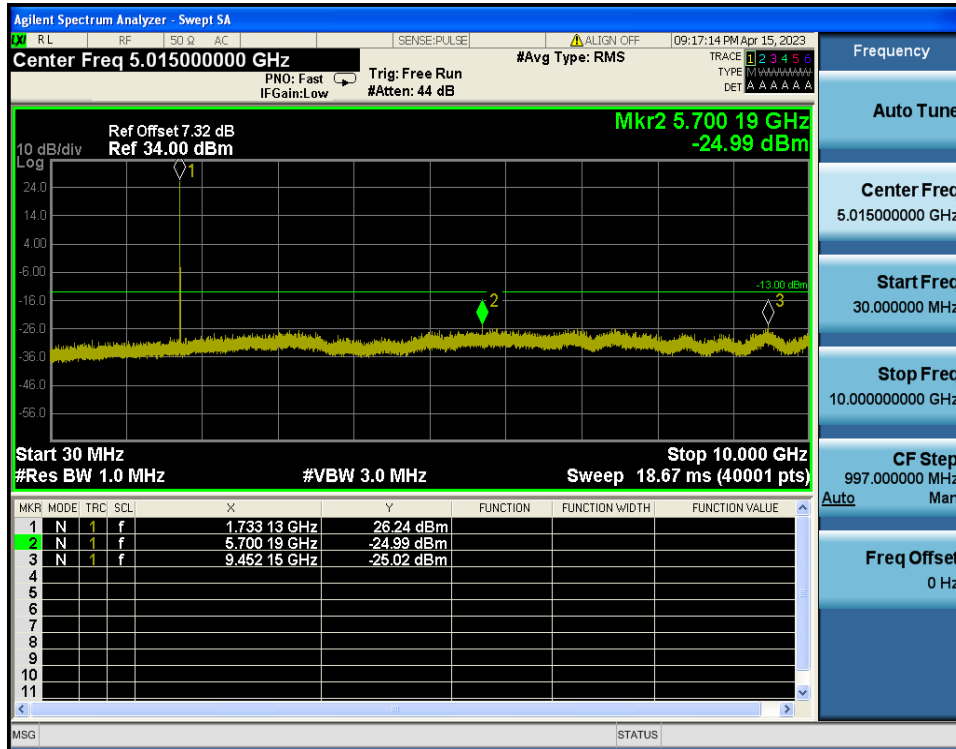 Agilent Spectrum Analyzer - Swept SA
LXI RL RF 50 Ω AC SENSE:PULSE ALIGN OFF 09:17:14 PM Apr 15, 2023
Center Freq 5.015000000 GHz #Avg Type: RMS TRACE 1 2 3 4 5 6
PNO: Fast Trig: Free Run TYPE M WWWWW
IFGain:Low #Atten: 44 dB DET A A A A A A
Mkr2 5.700 19 GHz
-24.99 dBm
Ref Offset 7.32 dB
10 dB/div Ref 34.00 dBm
Log
1
24.0
14.0
4.00
-6.00
-13.00 dBm
-16.0
2
3
-26.0
-36.0
-46.0
-56.0
Start 30 MHz Stop 10.000 GHz
#Res BW 1.0 MHz #VBW 3.0 MHz Sweep 18.67 ms (40001 pts)
MKR MODE TRC SCL X Y FUNCTION FUNCTION WIDTH FUNCTION VALUE
1 N 1 f 1.733 13 GHz 26.24 dBm
2 N 1 f 5.700 19 GHz -24.99 dBm
3 N 1 f 9.452 15 GHz -25.02 dBm
4
5
6
7
8
9
10
11
MSG STATUS
Frequency
Auto Tune
Center Freq
5.015000000 GHz
Start Freq
30.000000 MHz
Stop Freq
10.000000000 GHz
CF Step
997.000000 MHz
Auto Man
Freq Offset
0 Hz